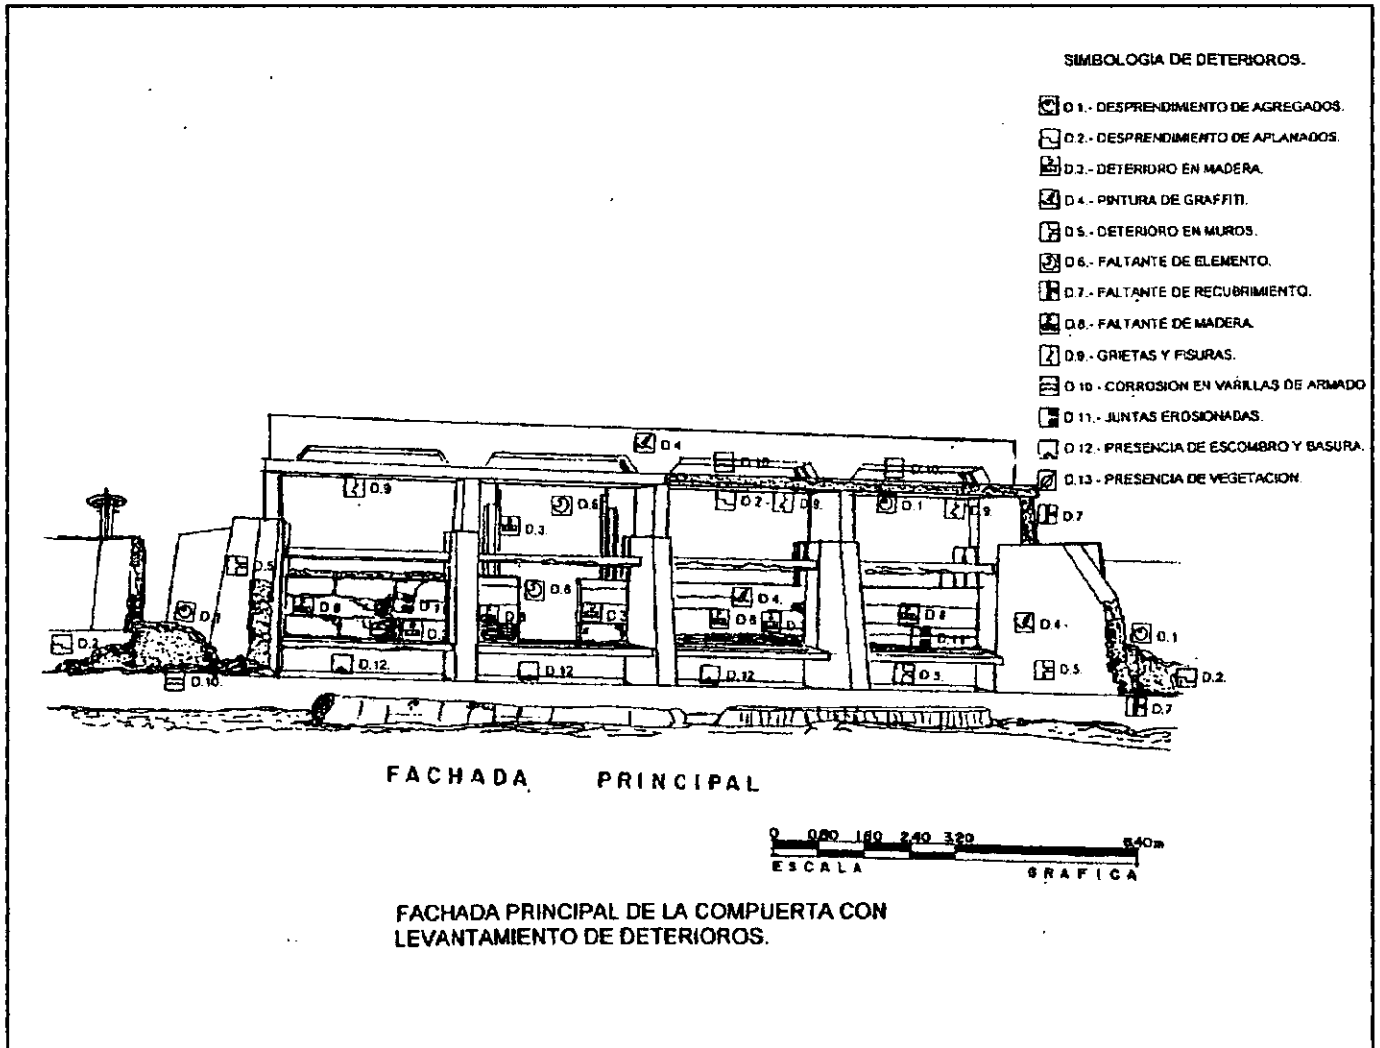 SIMBOLOGIA DE DETERIOROS.
D 1.- DESPRENDIMIENTO DE AGREGADOS.
D.2.- DESPRENDIMIENTO DE APLANADOS.
D.3.- DETERIORO EN MADERA.
D 4.- PINTURA DE GRAFFITI.
D 5.- DETERIORO EN MUROS.
D 6.- FALTANTE DE ELEMENTO.
D.7.- FALTANTE DE RECUBRIMIENTO.
D.8.- FALTANTE DE MADERA.
D.9.- GRIETAS Y FISURAS.
D 10 - CORROSION EN VARILLAS DE ARMADO
D 11.- JUNTAS EROSIONADAS.
D 12.- PRESENCIA DE ESCOMBRO Y BASURA.
D.13 - PRESENCIA DE VEGETACION.
D 4
D 10 D.10
D.9 D.6 D.2 - D.9. D.1 D.9. D.7
D.3.
D.5
D.6 D 4.
D.8 D.3 D.6 D.8 D 4 - D.1
D.2 D.11
D.12. D.12 D.12 D.5. D.2.
D.10. D.7
FACHADA PRINCIPAL
0 0.80 1.60 2.40 3.20 6.40m
ESCALA GRAFICA
FACHADA PRINCIPAL DE LA COMPUERTA CON
LEVANTAMIENTO DE DETERIOROS.